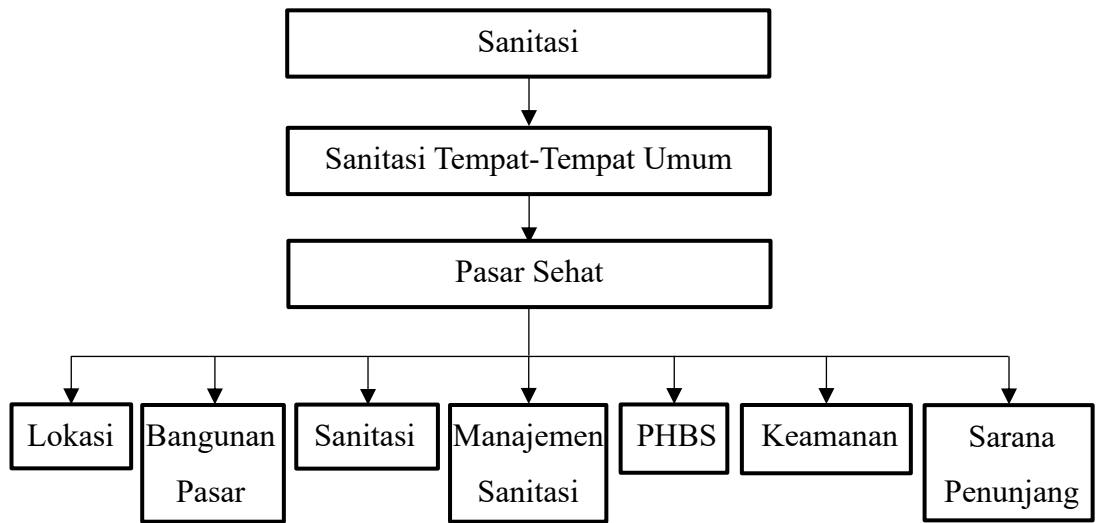 Sanitasi
Sanitasi Tempat-Tempat Umum
Pasar Sehat
Lokasi
Bangunan
Pasar
Sanitasi
Manajemen
Sanitasi
PHBS
Keamanan
Sarana
Penunjang